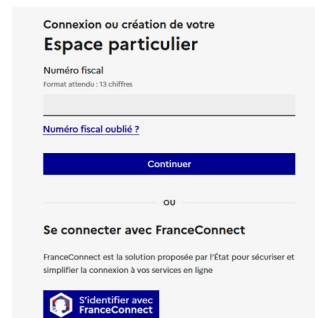 Connexion ou création de votre
Espace particulier
Numéro fiscal
Format attendu : 13 chiffres
Numéro fiscal oublié ?
Continuer
OU
Se connecter avec FranceConnect
FranceConnect est la solution proposée par l'État pour sécuriser et
simplifier la connexion à vos services en ligne
S'identifier avec
FranceConnect